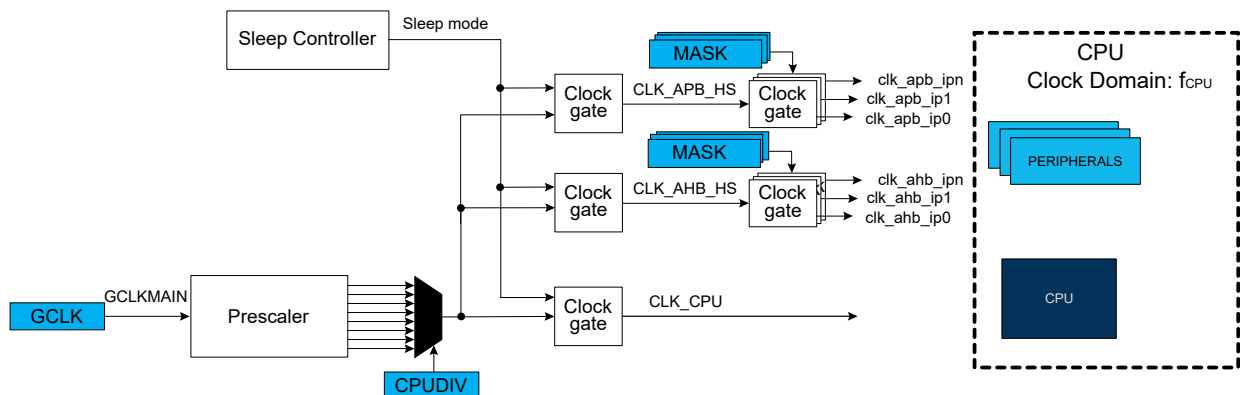 Sleep Controller
Sleep mode
MASK
Clock
gate
CLK_APB_HS
Clock
gate
clk_apb_ipn
clk_apb_ip1
clk_apb_ip0
MASK
Clock
gate
CLK_AHB_HS
Clock
gate
clk_ahb_ipn
clk_ahb_ip1
clk_ahb_ip0
GCLK
GCLKMAIN
Prescaler
CPUDIV
Clock
gate
CLK_CPU
CPU
Clock Domain: fCPU
PERIPHERALS
CPU